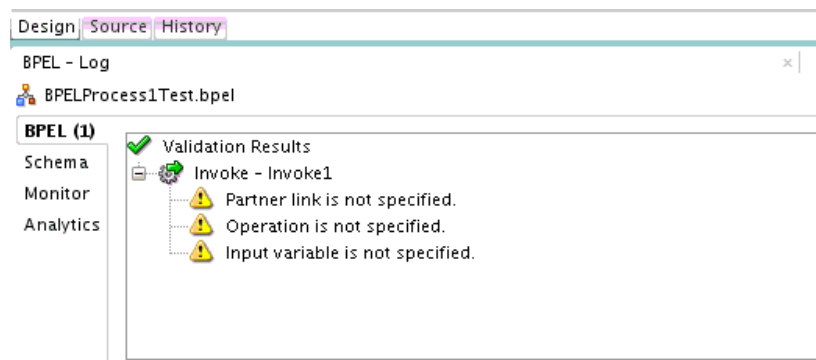 Design Source History
BPEL - Log
BPELProcess1Test.bpel
BPEL (1)
Validation Results
Schema
Invoke - Invoke1
Monitor
Partner link is not specified.
Analytics
Operation is not specified.
Input variable is not specified.